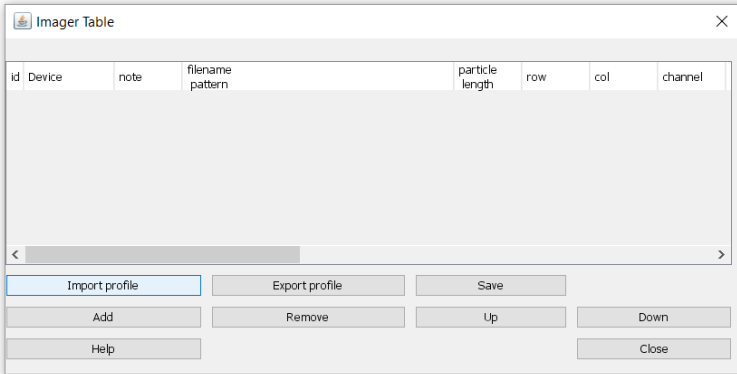 Imager Table
id Device note filename pattern particle length row col channel
Import profile Export profile Save
Add Remove Up Down
Help Close